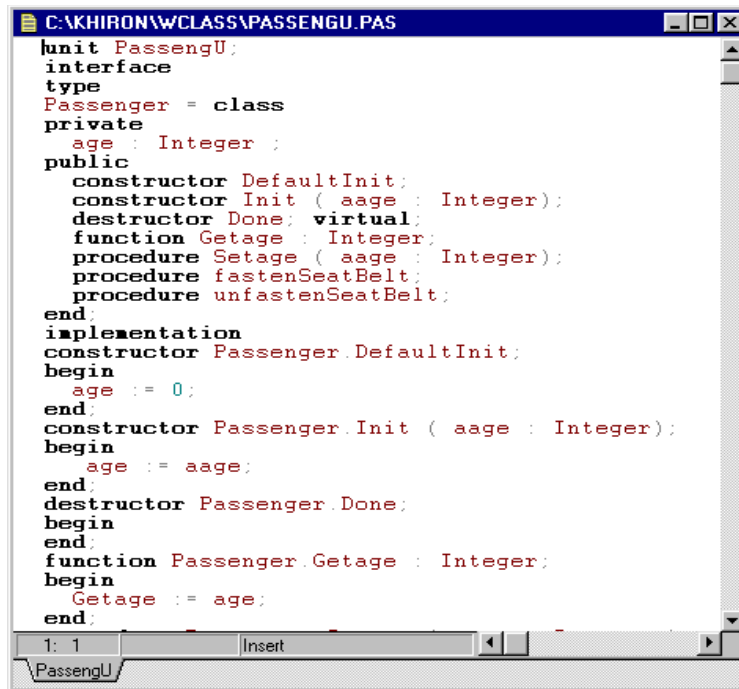 C:\KHIRON\WCLASS\PASSENGU.PAS
unit PassengU;
interface
type
Passenger = class
private
  age : Integer ;
public
  constructor DefaultInit;
  constructor Init ( aage : Integer);
  destructor Done; virtual;
  function Getage : Integer;
  procedure Setage ( aage : Integer);
  procedure fastenSeatBelt;
  procedure unfastenSeatBelt;
end;
implementation
constructor Passenger.DefaultInit;
begin
  age := 0;
end;
constructor Passenger.Init ( aage : Integer);
begin
   age := aage;
end;
destructor Passenger.Done;
begin
end;
function Passenger.Getage : Integer;
begin
  Getage := age;
end;
1: 1 Insert
PassengU